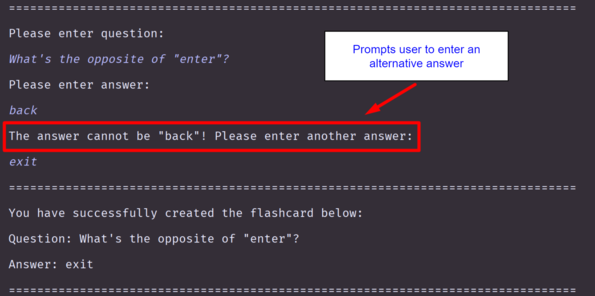 ================================================================================
Please enter question:
What's the opposite of "enter"?
Prompts user to enter an
alternative answer
Please enter answer:
back
The answer cannot be "back"! Please enter another answer:
exit
================================================================================
You have successfully created the flashcard below:
Question: What's the opposite of "enter"?
Answer: exit
================================================================================